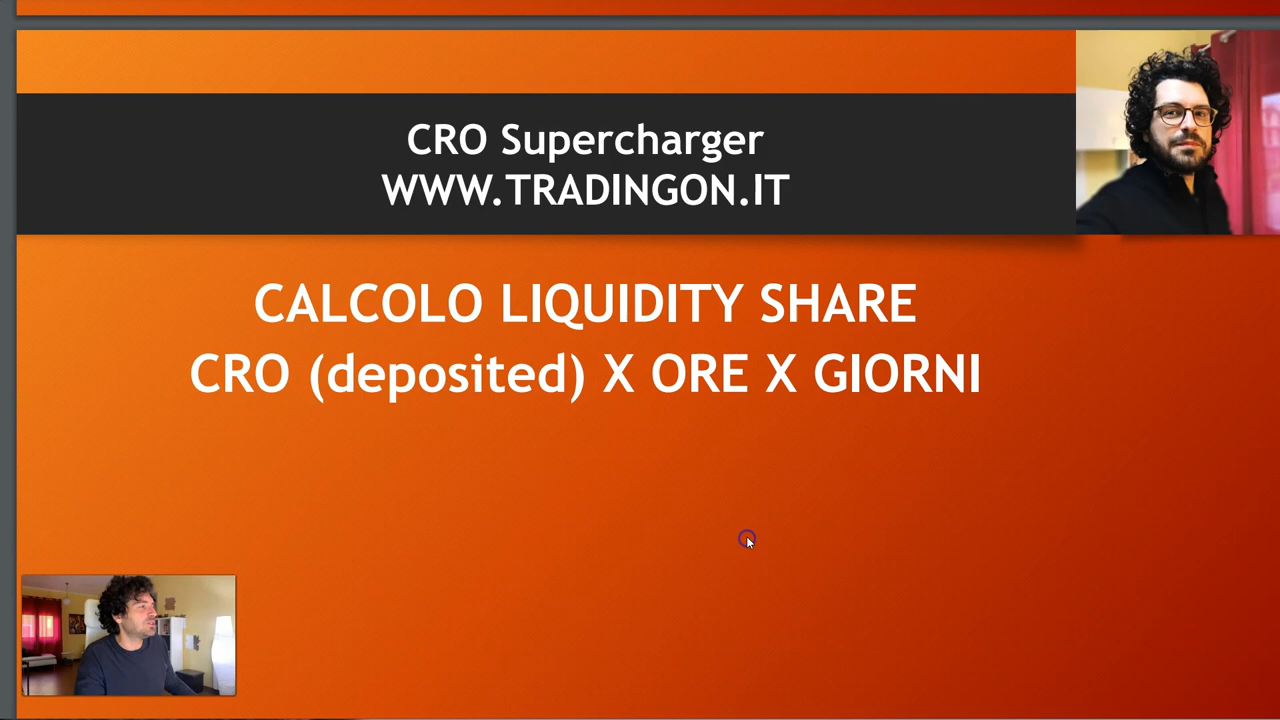 CRO Supercharger
WWW.TRADINGON.IT
CALCOLO LIQUIDITY SHARE
CRO (deposited) X ORE X GIORNI